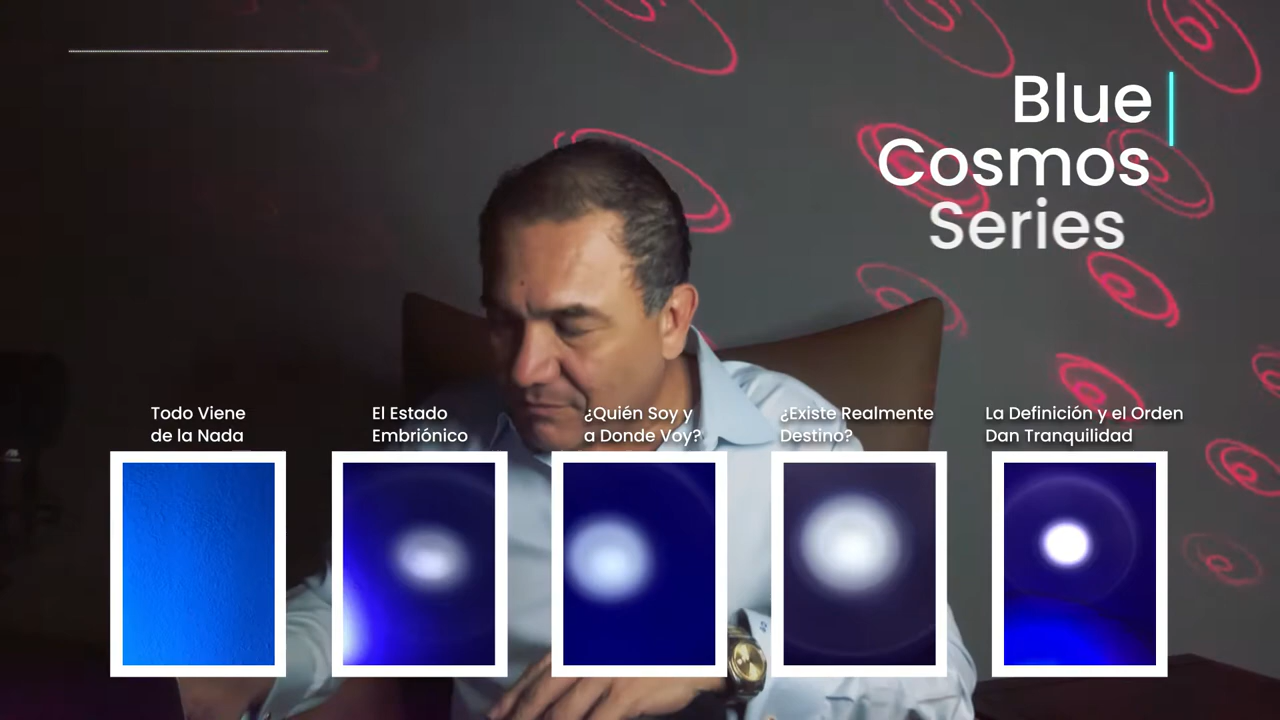 Blue
Cosmos
Series
Todo Viene
de la Nada
El Estado
Embriónico
¿Quién Soy y
a Donde Voy?
¿Existe Realmente
Destino?
La Definición y el Orden
Dan Tranquilidad